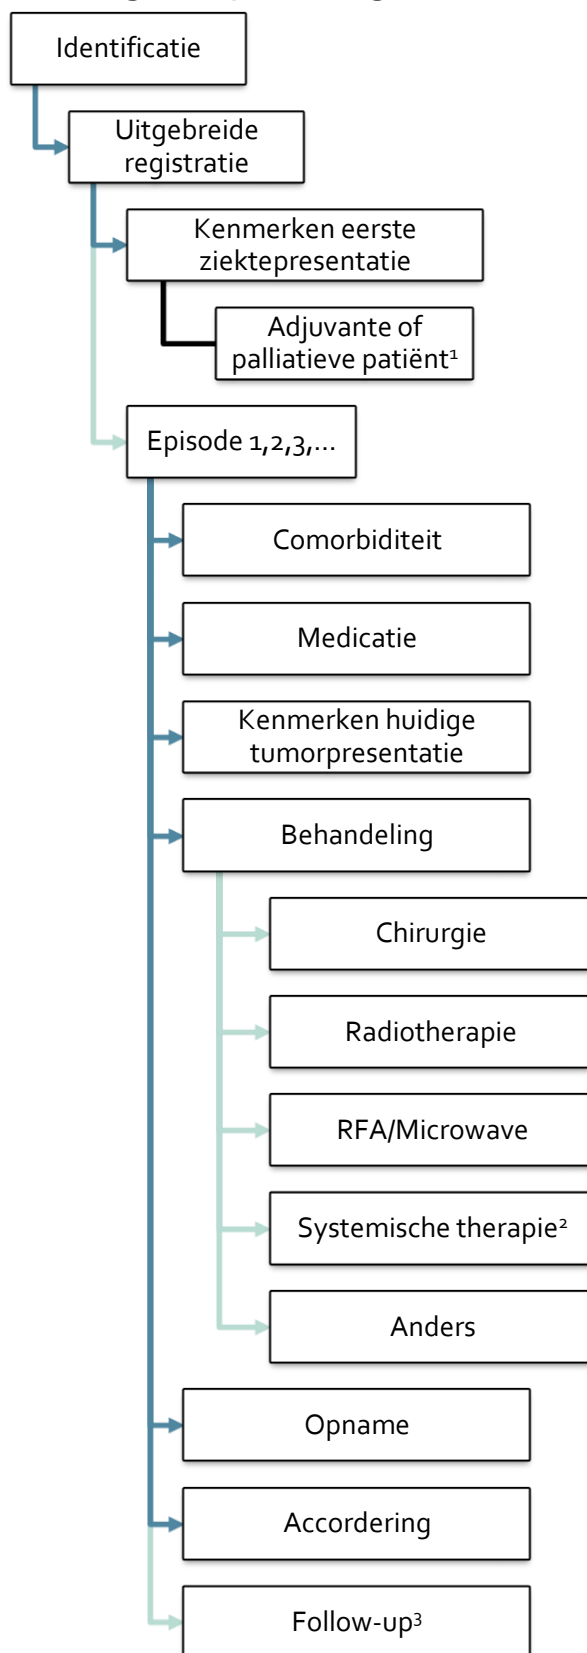 Identificatie
Uitgebreide
registratie
Kenmerken eerste
ziektepresentatie
Adjuvante of
palliatieve patiënt¹
Episode 1,2,3,...
Comorbiditeit
Medicatie
Kenmerken huidige
tumorpresentatie
Behandeling
Chirurgie
Radiotherapie
RFA/Microwave
Systemische therapie²
Anders
Opname
Accordering
Follow-up³